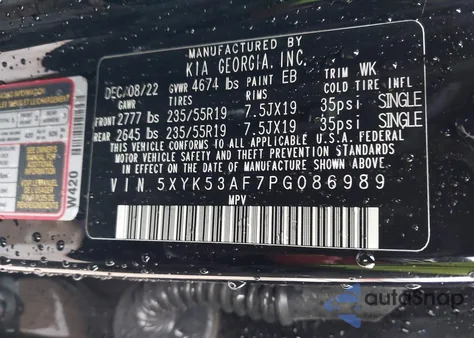 MANUFACTURED BY
KIA GEORGIA, INC.
DEC/08/22 GVWR 4674 lbs PAINT EB TRIM WK
GAWR TIRES RIMS COLD TIRE INFL
FRONT 2777 lbs 235/55R19 7.5JX19 35psi SINGLE
REAR 2645 lbs 235/55R19 7.5JX19 35psi SINGLE
THIS VEHICLE CONFORMS TO ALL APPLICABLE U.S.A. FEDERAL
MOTOR VEHICLE SAFETY AND THEFT PREVENTION STANDARDS
IN EFFECT ON THE DATE OF MANUFACTURE SHOWN ABOVE.
VIN. 5XYK53AF7PG086989
MPV
W420
autoSnap